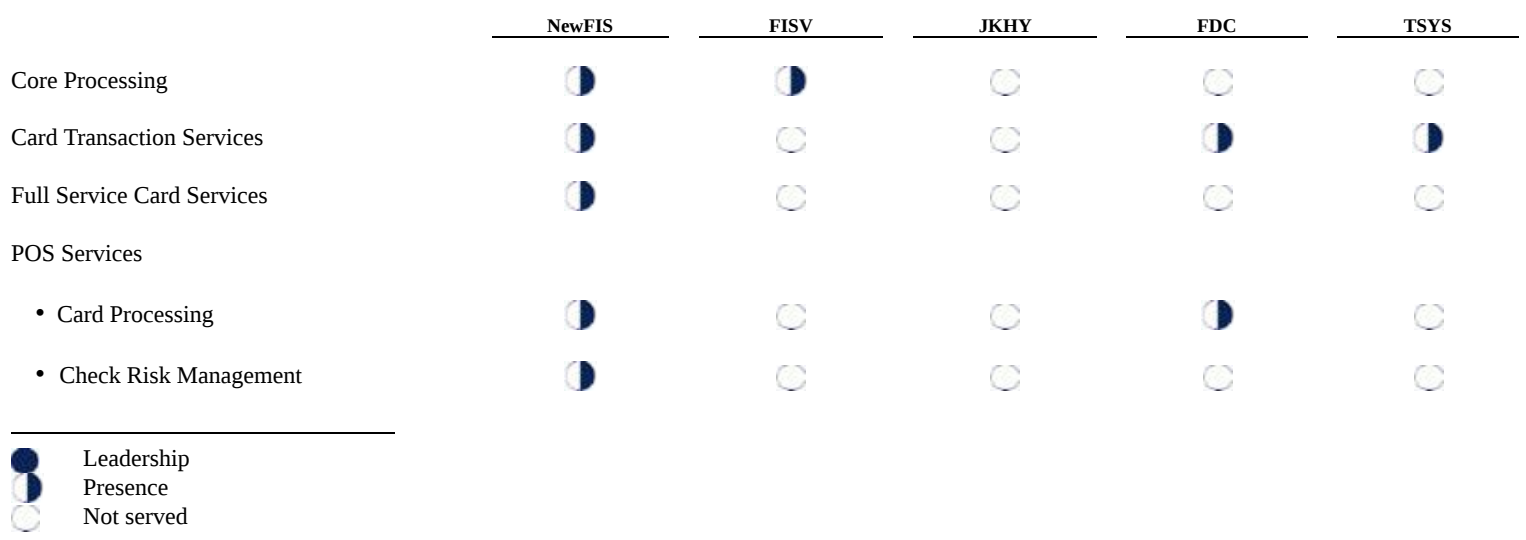 NewFIS FISV JKHY FDC TSYS
Core Processing
Card Transaction Services
Full Service Card Services
POS Services
• Card Processing
• Check Risk Management
Leadership
Presence
Not served